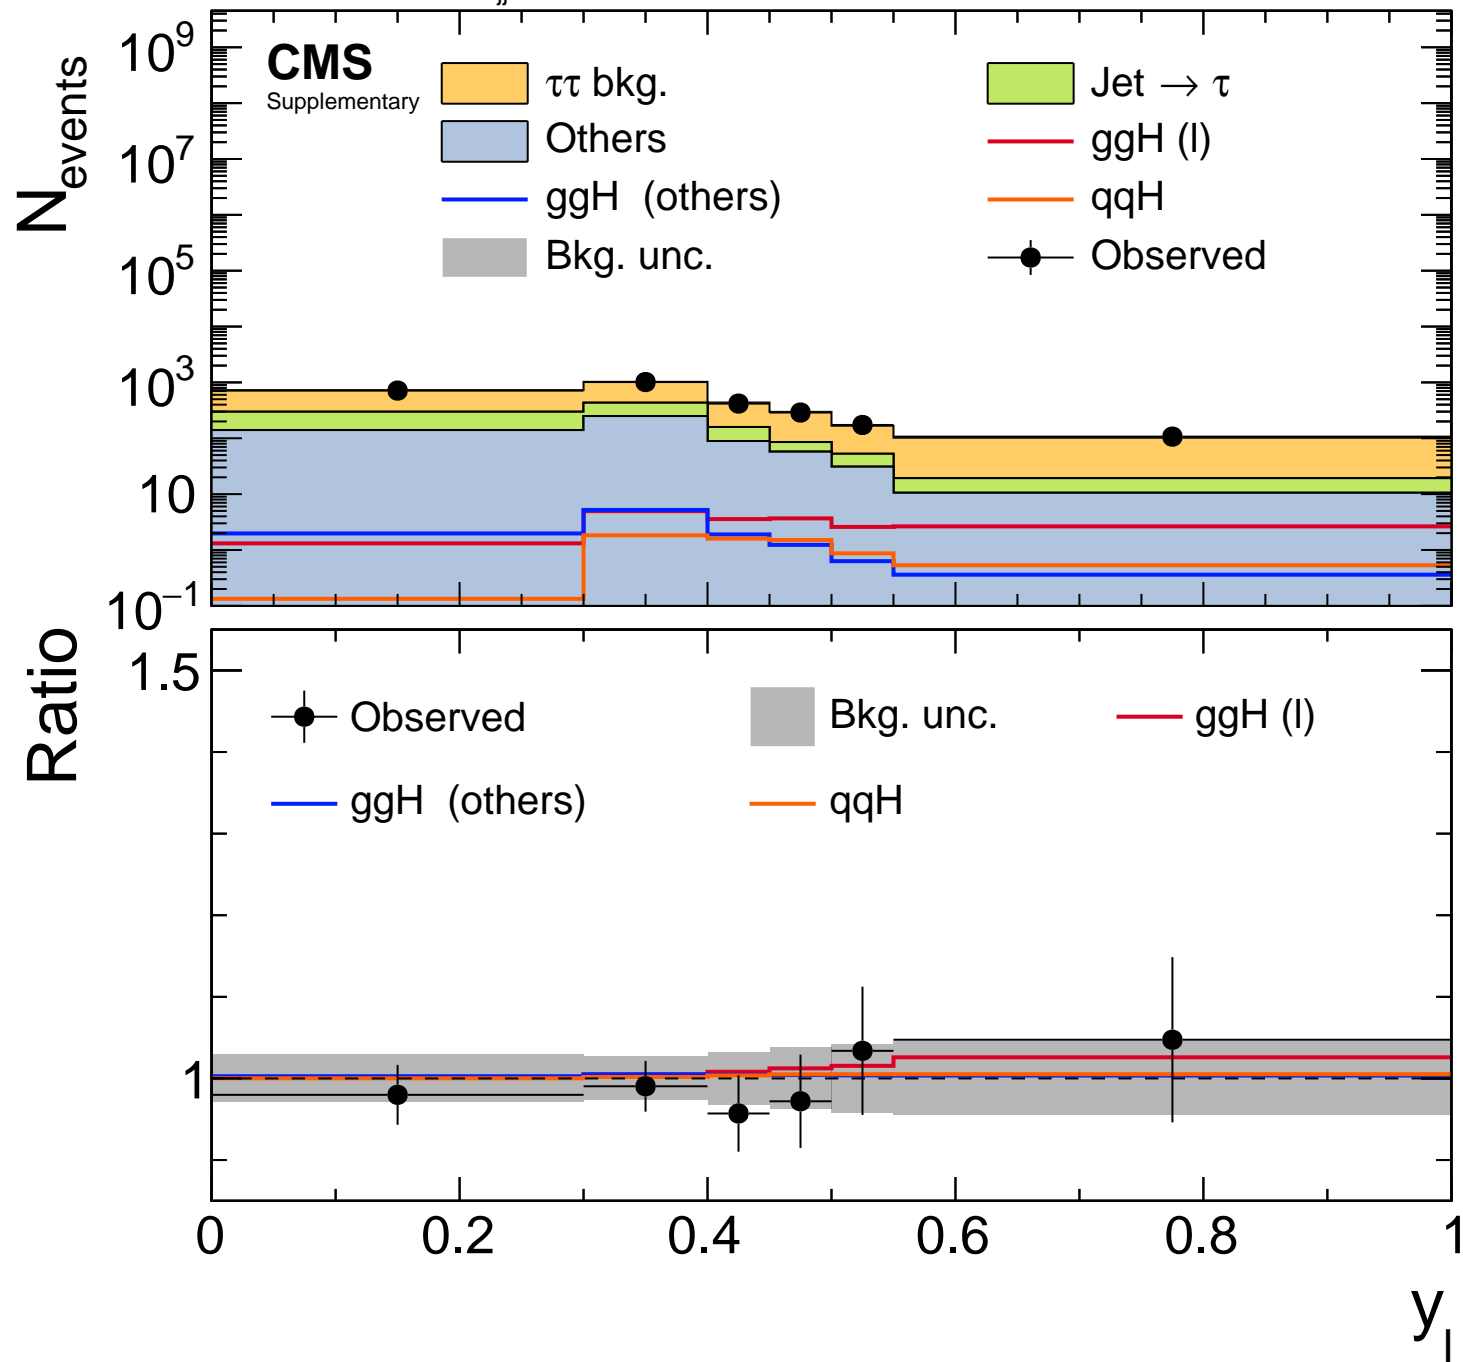 CMS
Supplementary
ττ bkg.
Jet → τ
Others
ggH (l)
ggH (others)
qqH
Bkg. unc.
Observed
N_events
10^9
10^7
10^5
10^3
10
10^−1
Ratio
1.5
1
Observed
Bkg. unc.
ggH (l)
ggH (others)
qqH
0 0.2 0.4 0.6 0.8 1
y_l